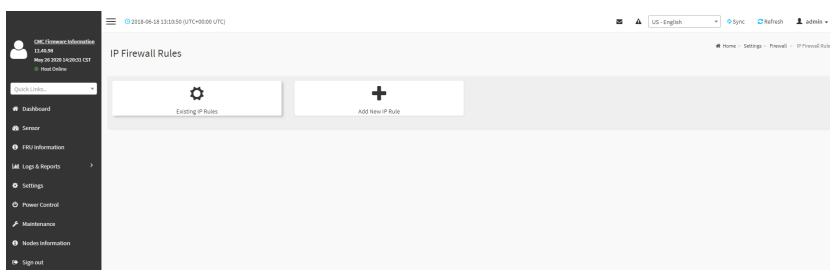 2018-06-18 13:10:50 (UTC+00:00 UTC)
US - English
Sync
Refresh
admin
CMC Firmware Information
12.40.98
May 26 2020 14:20:31 CST
Host Online
Quick Links...
Dashboard
Sensor
FRU Information
Logs & Reports
Settings
Power Control
Maintenance
Nodes Information
Sign out
IP Firewall Rules
Home - Settings - Firewall - IP Firewall Rule
Existing IP Rules
Add New IP Rule